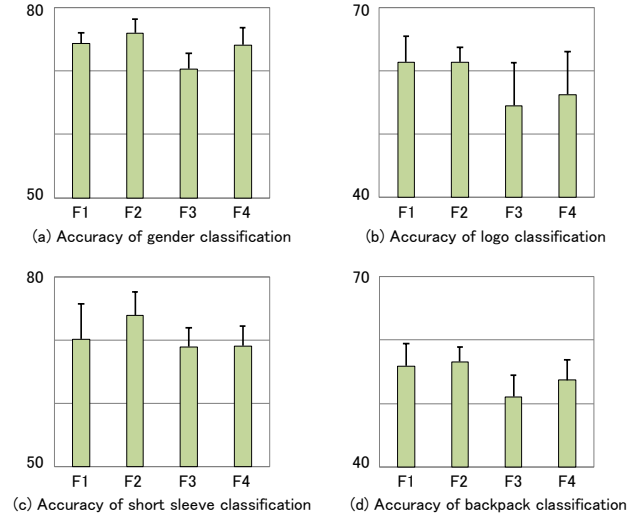 80
50
F1 F2 F3 F4
(a) Accuracy of gender classification
70
40
F1 F2 F3 F4
(b) Accuracy of logo classification
80
50
F1 F2 F3 F4
(c) Accuracy of short sleeve classification
70
40
F1 F2 F3 F4
(d) Accuracy of backpack classification